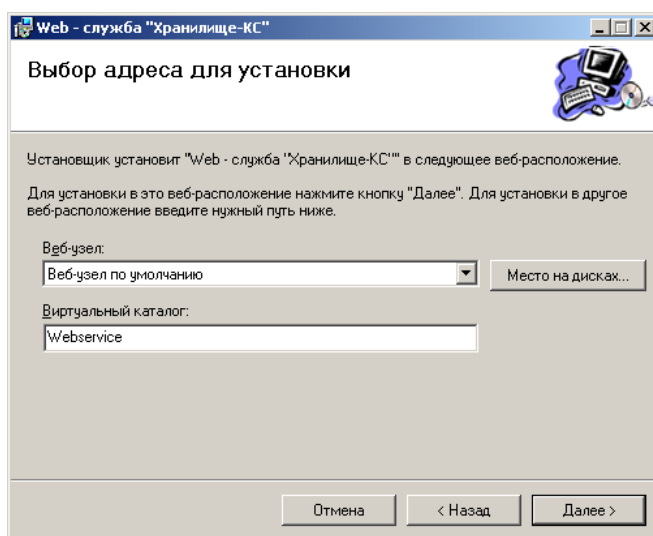 Web - служба "Хранилище-КС"
Выбор адреса для установки
Установщик установит "Web - служба "Хранилище-КС"" в следующее веб-расположение.
Для установки в это веб-расположение нажмите кнопку "Далее". Для установки в другое
веб-расположение введите нужный путь ниже.
Веб-узел:
Веб-узел по умолчанию
Место на дисках...
Виртуальный каталог:
Webservice
Отмена
< Назад
Далее >